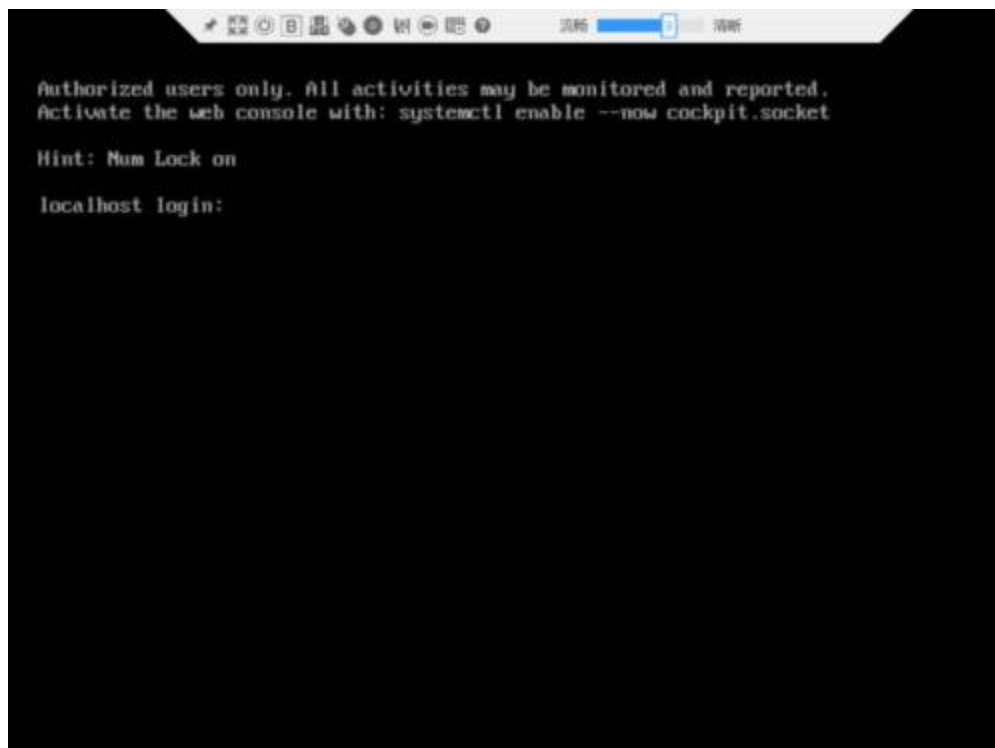 B
流畅 清晰
Authorized users only. All activities may be monitored and reported.
Activate the web console with: systemctl enable --now cockpit.socket
Hint: Num Lock on
localhost login: